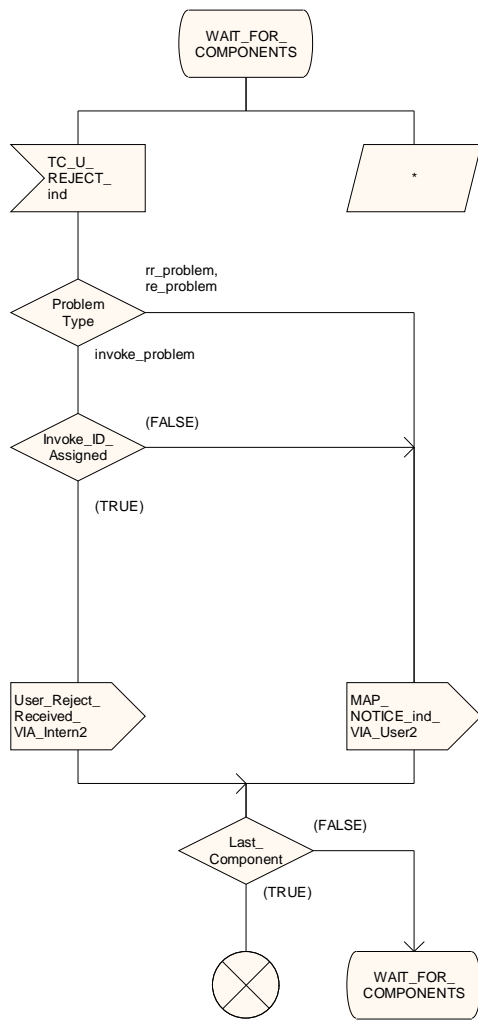 WAIT_FOR_
COMPONENTS
TC_U_
REJECT_
ind
*
rr_problem,
re_problem
Problem
Type
invoke_problem
(FALSE)
Invoke_ID_
Assigned
(TRUE)
User_Reject_
Received_
VIA_Intern2
MAP_
NOTICE_ind_
VIA_User2
(FALSE)
Last_
Component
(TRUE)
WAIT_FOR_
COMPONENTS